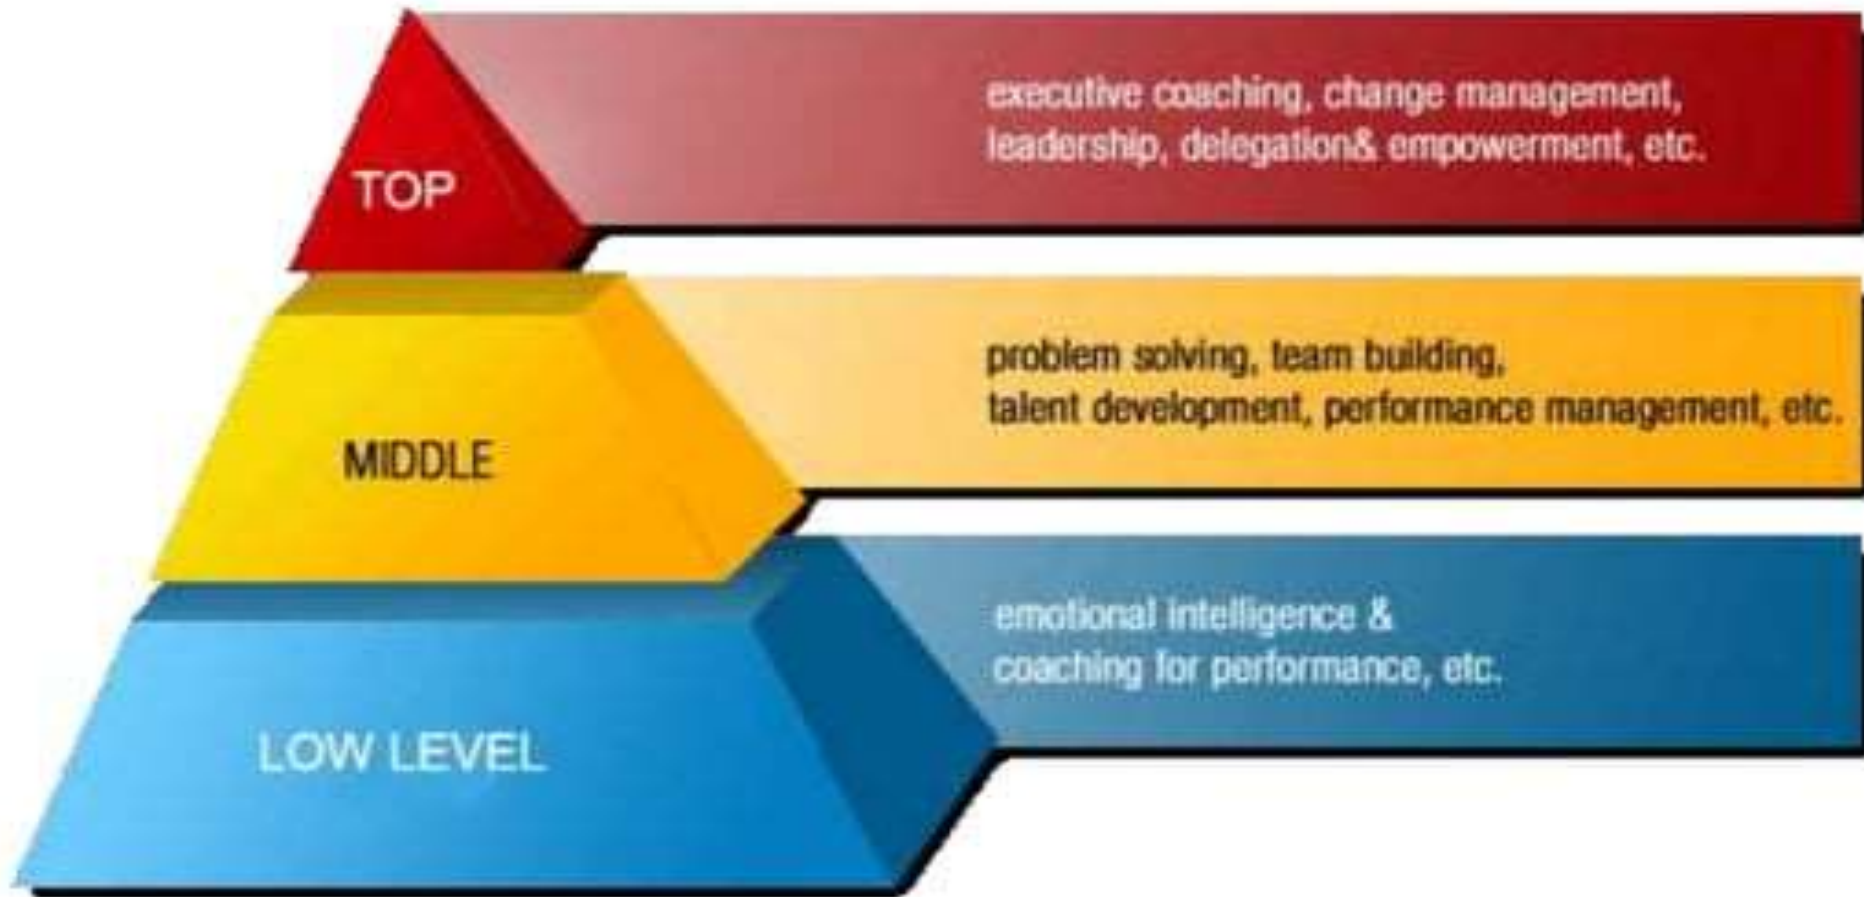 TOP
executive coaching, change management,
leadership, delegation& empowerment, etc.
MIDDLE
problem solving, team building,
talent development, performance management, etc.
LOW LEVEL
emotional intelligence &
coaching for performance, etc.